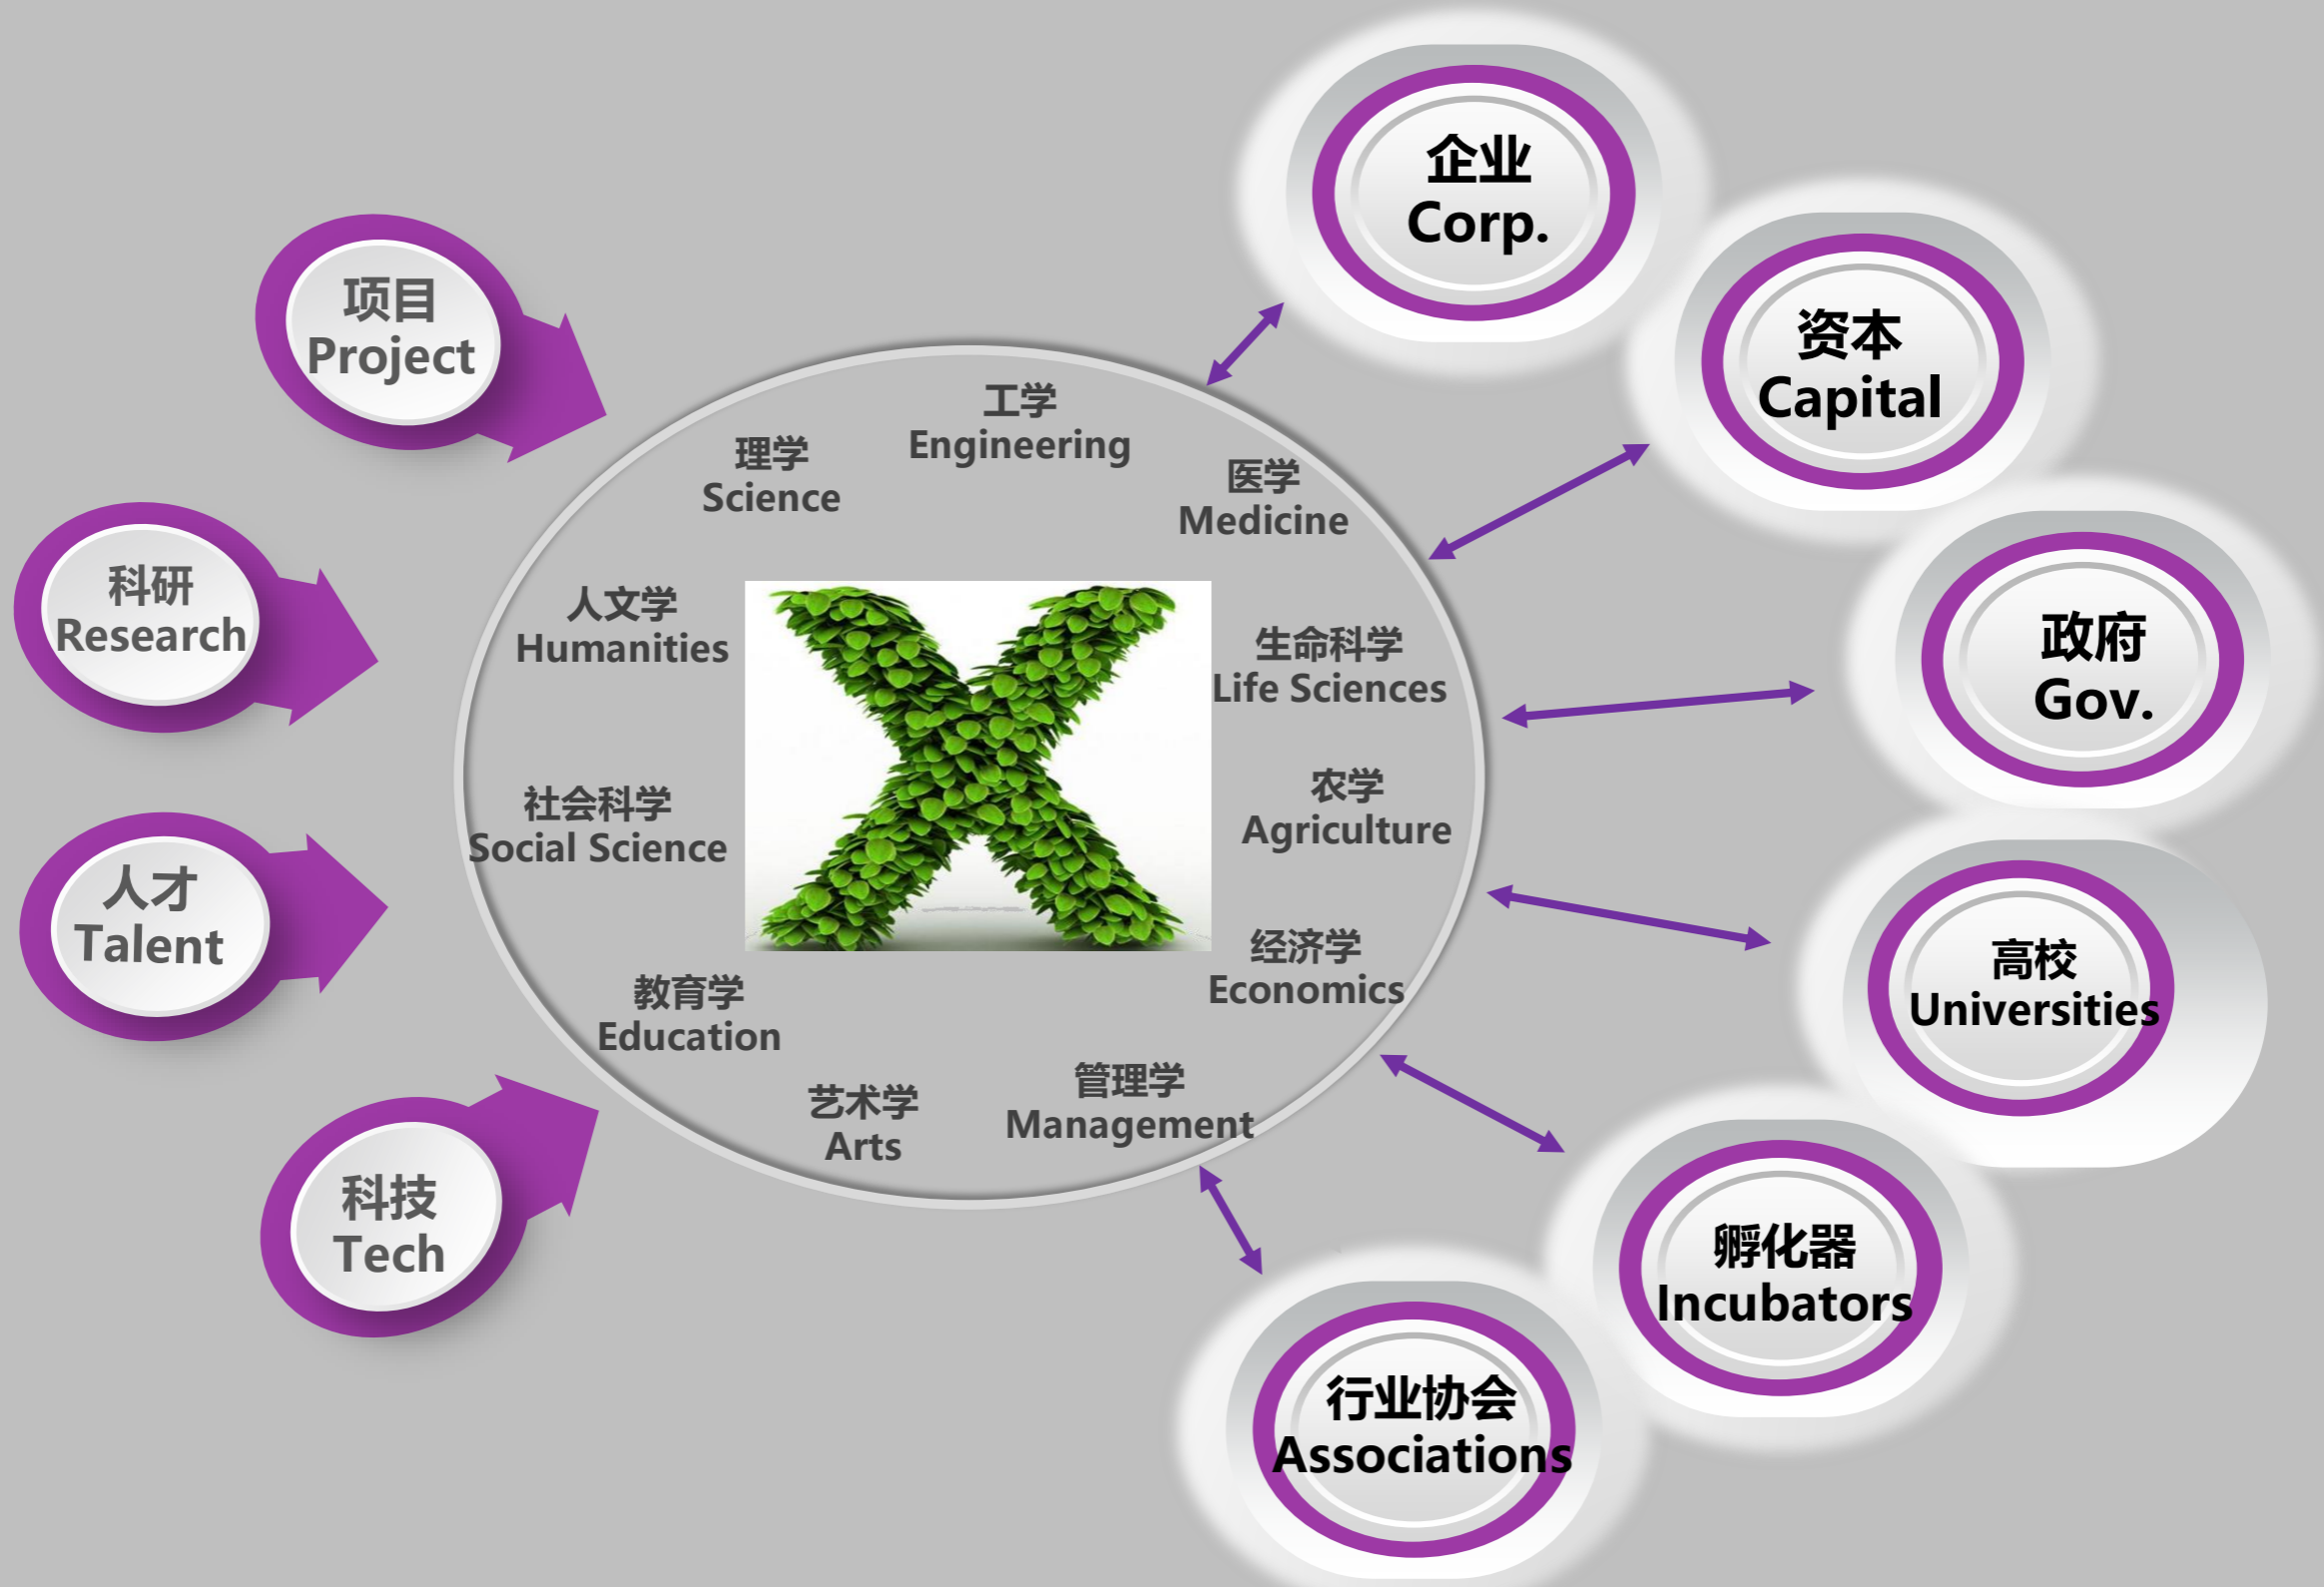 项目
Project
科研
Research
人才
Talent
科技
Tech
工学
Engineering
理学
Science
医学
Medicine
人文学
Humanities
生命科学
Life Sciences
社会科学
Social Science
农学
Agriculture
教育学
Education
经济学
Economics
艺术学
Arts
管理学
Management
企业
Corp.
资本
Capital
政府
Gov.
高校
Universities
孵化器
Incubators
行业协会
Associations